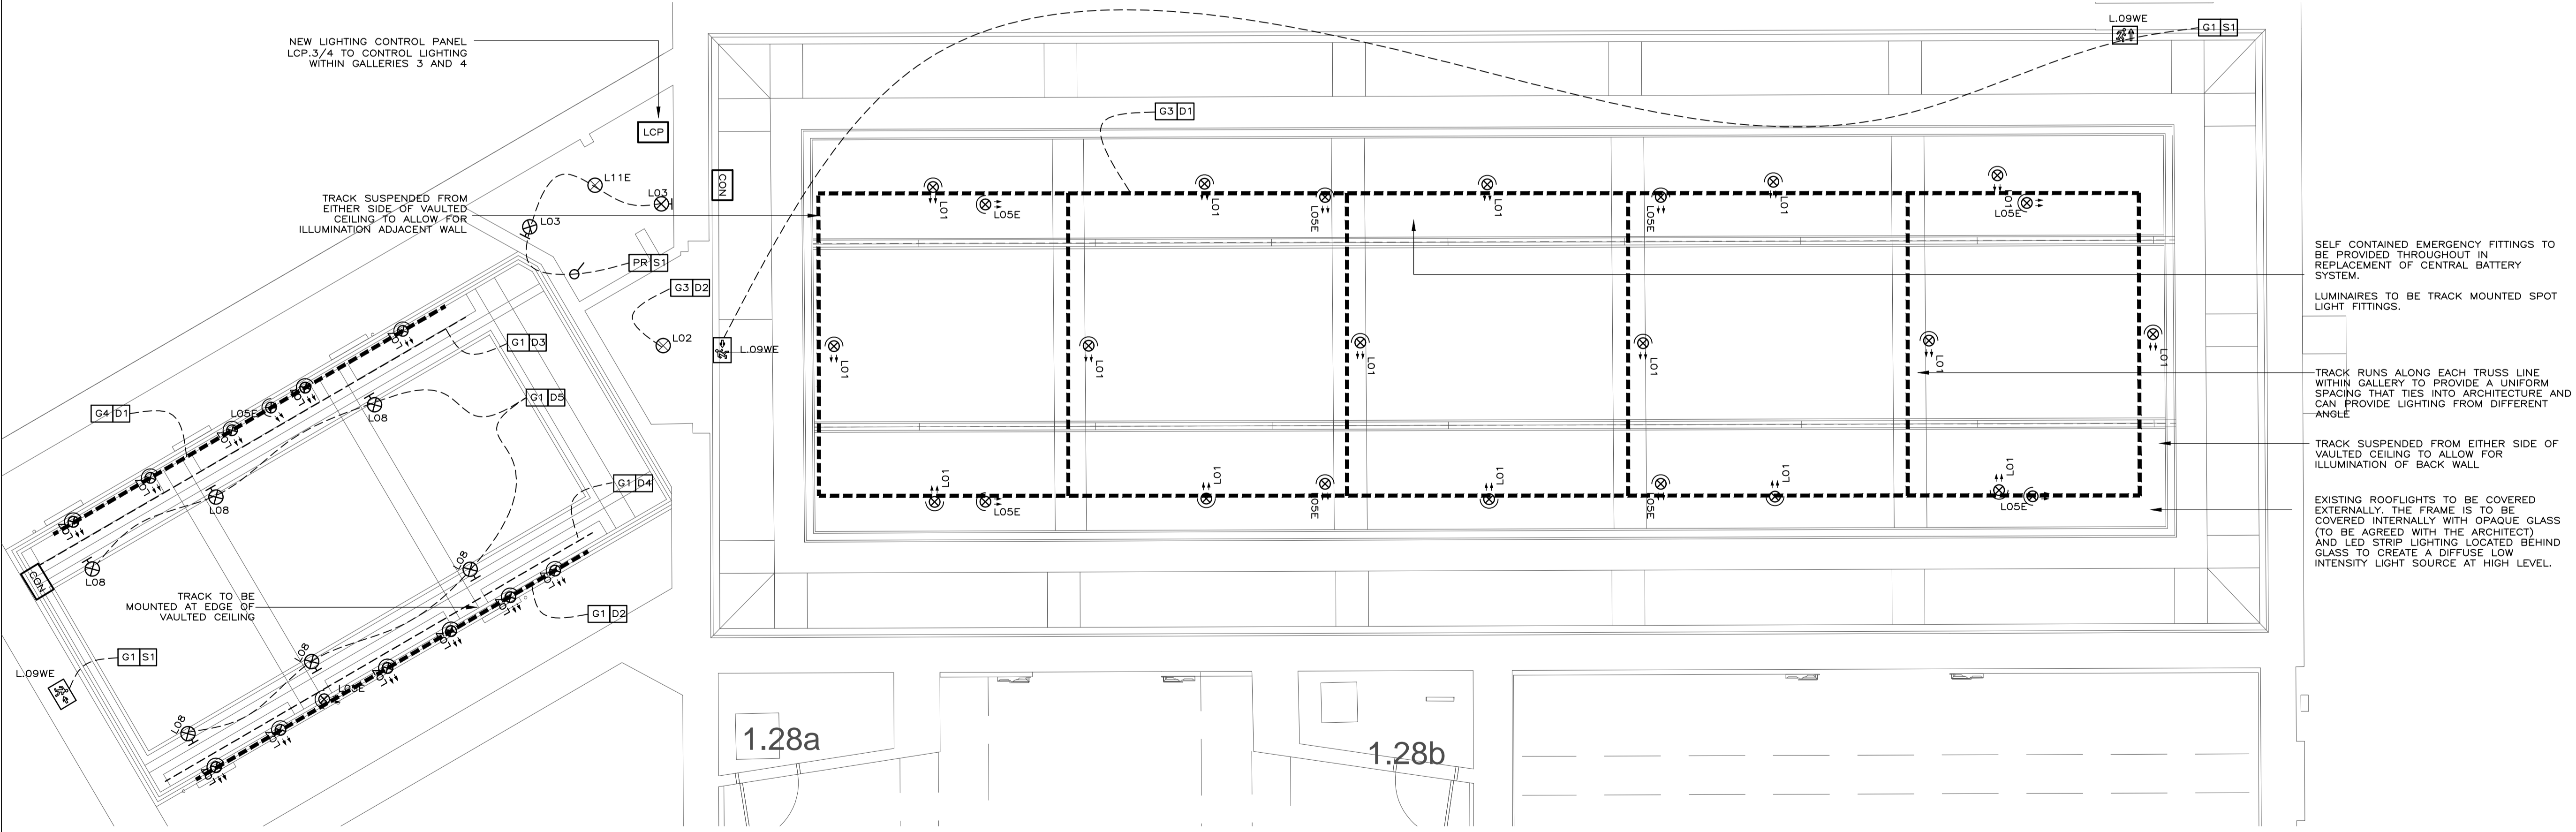 NEW LIGHTING CONTROL PANEL
LCP.3/4 TO CONTROL LIGHTING
WITHIN GALLERIES 3 AND 4
LCP
L11E
L03
L03
TRACK SUSPENDED FROM
EITHER SIDE OF VAULTED
CEILING TO ALLOW FOR
ILLUMINATION ADJACENT WALL
PR S1
G3 D2
L02
CON
L.09WE
L.09WE
G1 S1
G3 D1
L01
L05E
L01
L05E
L01
L05E
L01
L01
L05E
L01
L01
L01
L01
L01
L01
L01
L05E
L01
L05E
L01
L05E
L01
L01
L05E
SELF CONTAINED EMERGENCY FITTINGS TO
BE PROVIDED THROUGHOUT IN
REPLACEMENT OF CENTRAL BATTERY
SYSTEM.
LUMINAIRES TO BE TRACK MOUNTED SPOT
LIGHT FITTINGS.
TRACK RUNS ALONG EACH TRUSS LINE
WITHIN GALLERY TO PROVIDE A UNIFORM
SPACING THAT TIES INTO ARCHITECTURE AND
CAN PROVIDE LIGHTING FROM DIFFERENT
ANGLE
TRACK SUSPENDED FROM EITHER SIDE OF
VAULTED CEILING TO ALLOW FOR
ILLUMINATION OF BACK WALL
EXISTING ROOFLIGHTS TO BE COVERED
EXTERNALLY. THE FRAME IS TO BE
COVERED INTERNALLY WITH OPAQUE GLASS
(TO BE AGREED WITH THE ARCHITECT)
AND LED STRIP LIGHTING LOCATED BEHIND
GLASS TO CREATE A DIFFUSE LOW
INTENSITY LIGHT SOURCE AT HIGH LEVEL.
G1 D3
G1 D5
G4 D1
L05E
L08
L08
L08
G1 D4
L08
CON
TRACK TO BE
MOUNTED AT EDGE OF
VAULTED CEILING
G1 D2
G1 S1
L.09WE
L08
L05E
L08
1.28a
1.28b